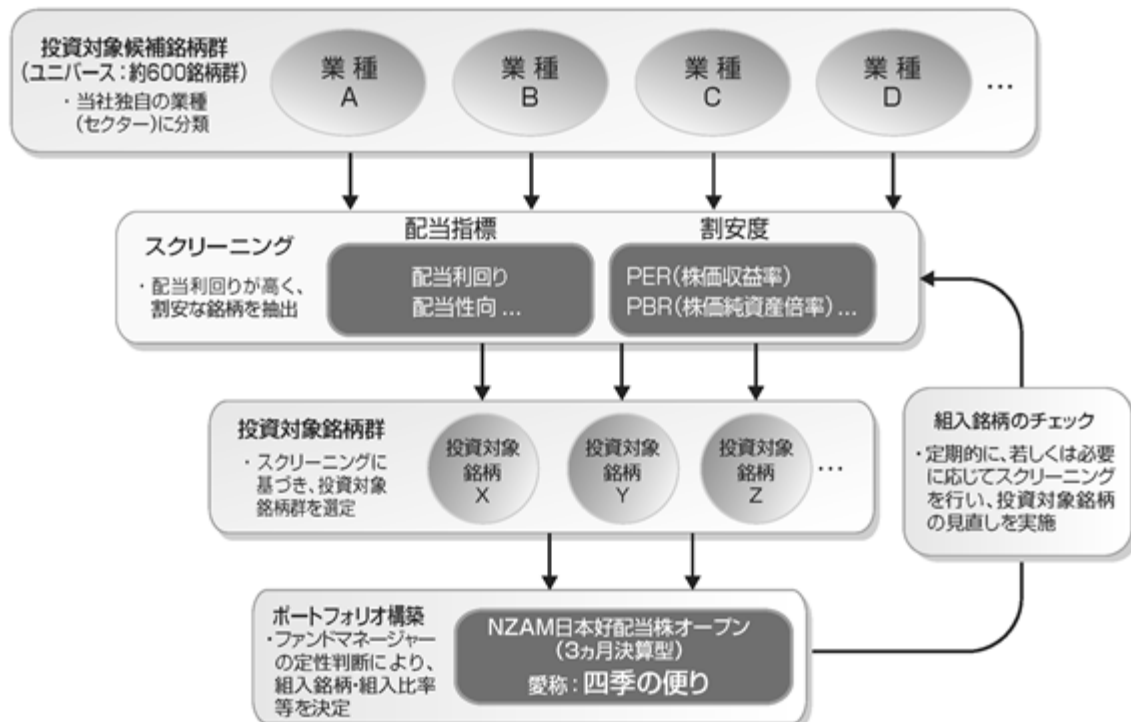 投資対象候補銘柄群
(ユニバース:約600銘柄群)
・当社独自の業種
(セクター)に分類
業種
A
業種
B
業種
C
業種
D
…
スクリーニング
・配当利回りが高く、
割安な銘柄を抽出
配当指標
配当利回り
配当性向…
割安度
PER(株価収益率)
PBR(株価純資産倍率)…
投資対象銘柄群
・スクリーニングに
基づき、投資対象
銘柄群を選定
投資対象
銘柄
X
投資対象
銘柄
Y
投資対象
銘柄
Z
…
組入銘柄のチェック
・定期的に、若しくは必要
に応じてスクリーニング
を行い、投資対象銘柄
の見直しを実施
ポートフォリオ構築
・ファンドマネージャー
の定性判断により、
組入銘柄・組入比率
等を決定
NZAM日本好配当株オープン
(3ヵ月決算型)
愛称:四季の便り